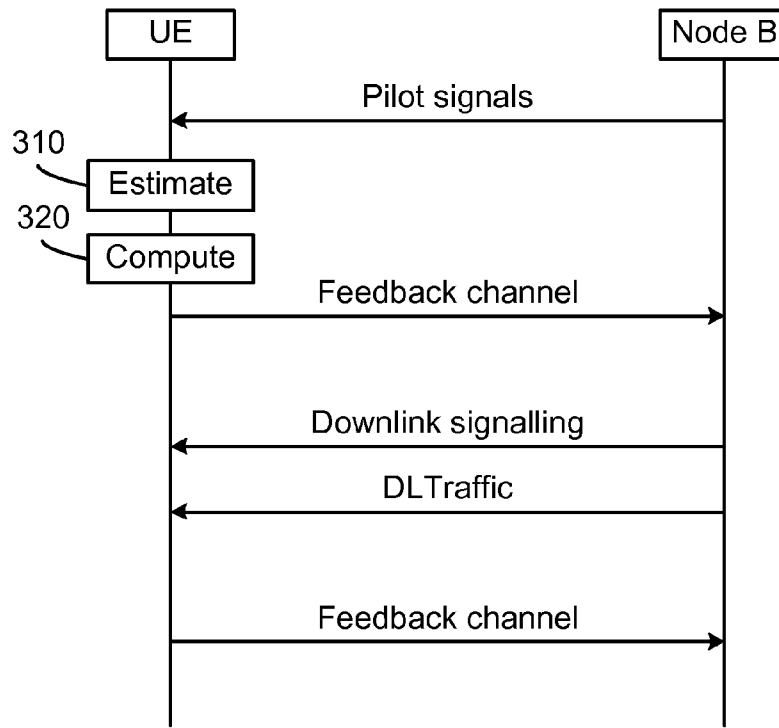 UE
Node B
Pilot signals
310
Estimate
320
Compute
Feedback channel
Downlink signalling
DLTraffic
Feedback channel